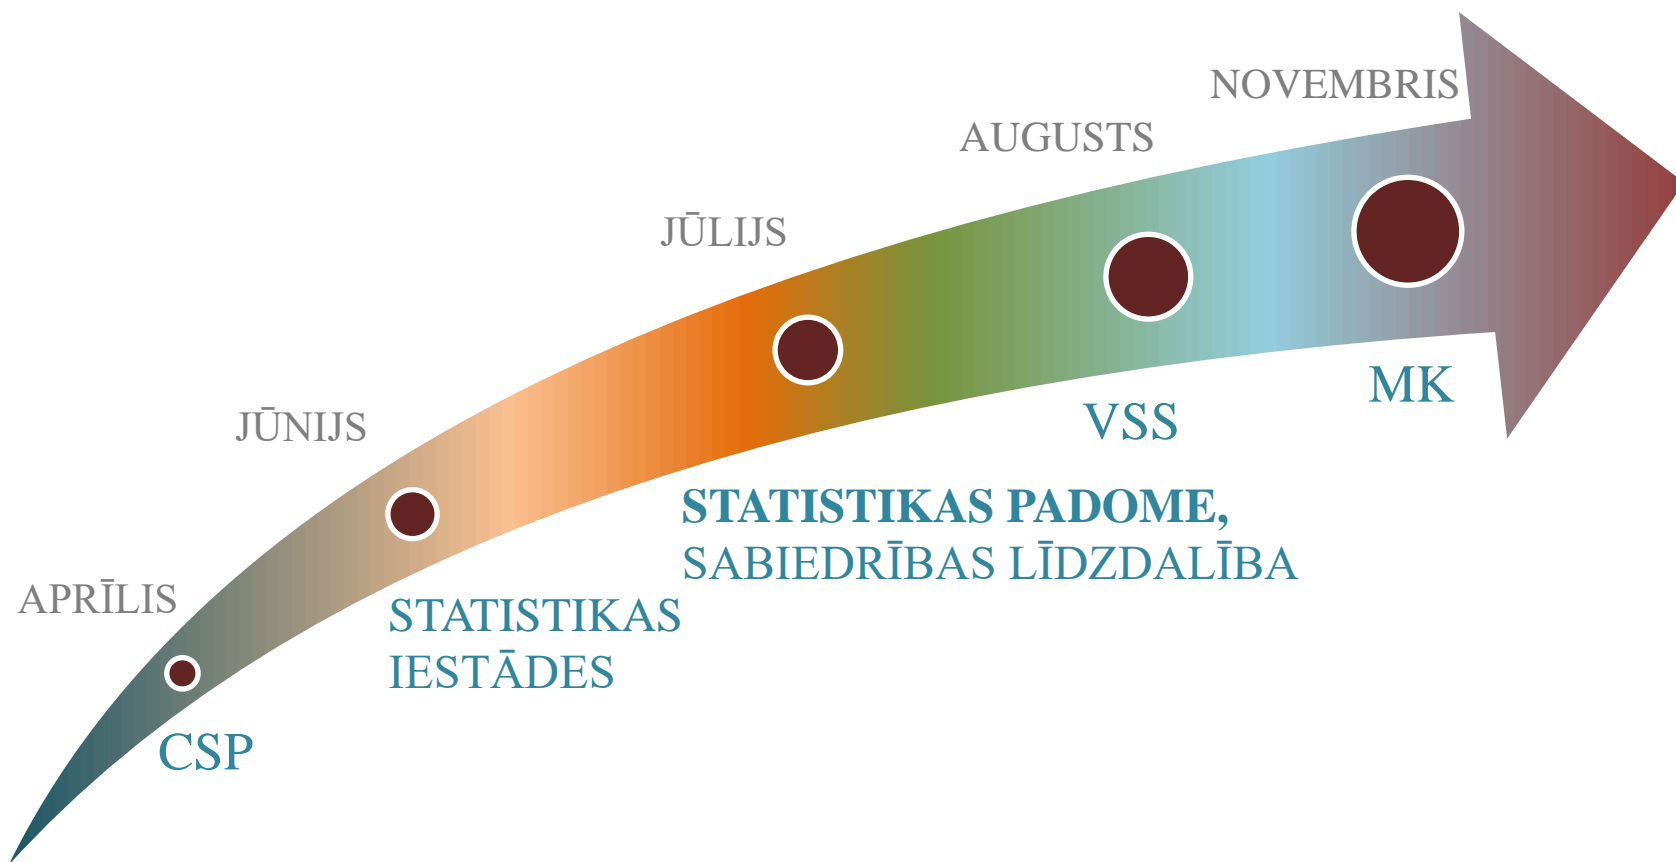 APRĪLIS
CSP
JŪNIJS
STATISTIKAS
IESTĀDES
JŪLIJS
STATISTIKAS PADOME,
SABIEDRĪBAS LĪDZDALĪBA
AUGUSTS
VSS
NOVEMBRIS
MK